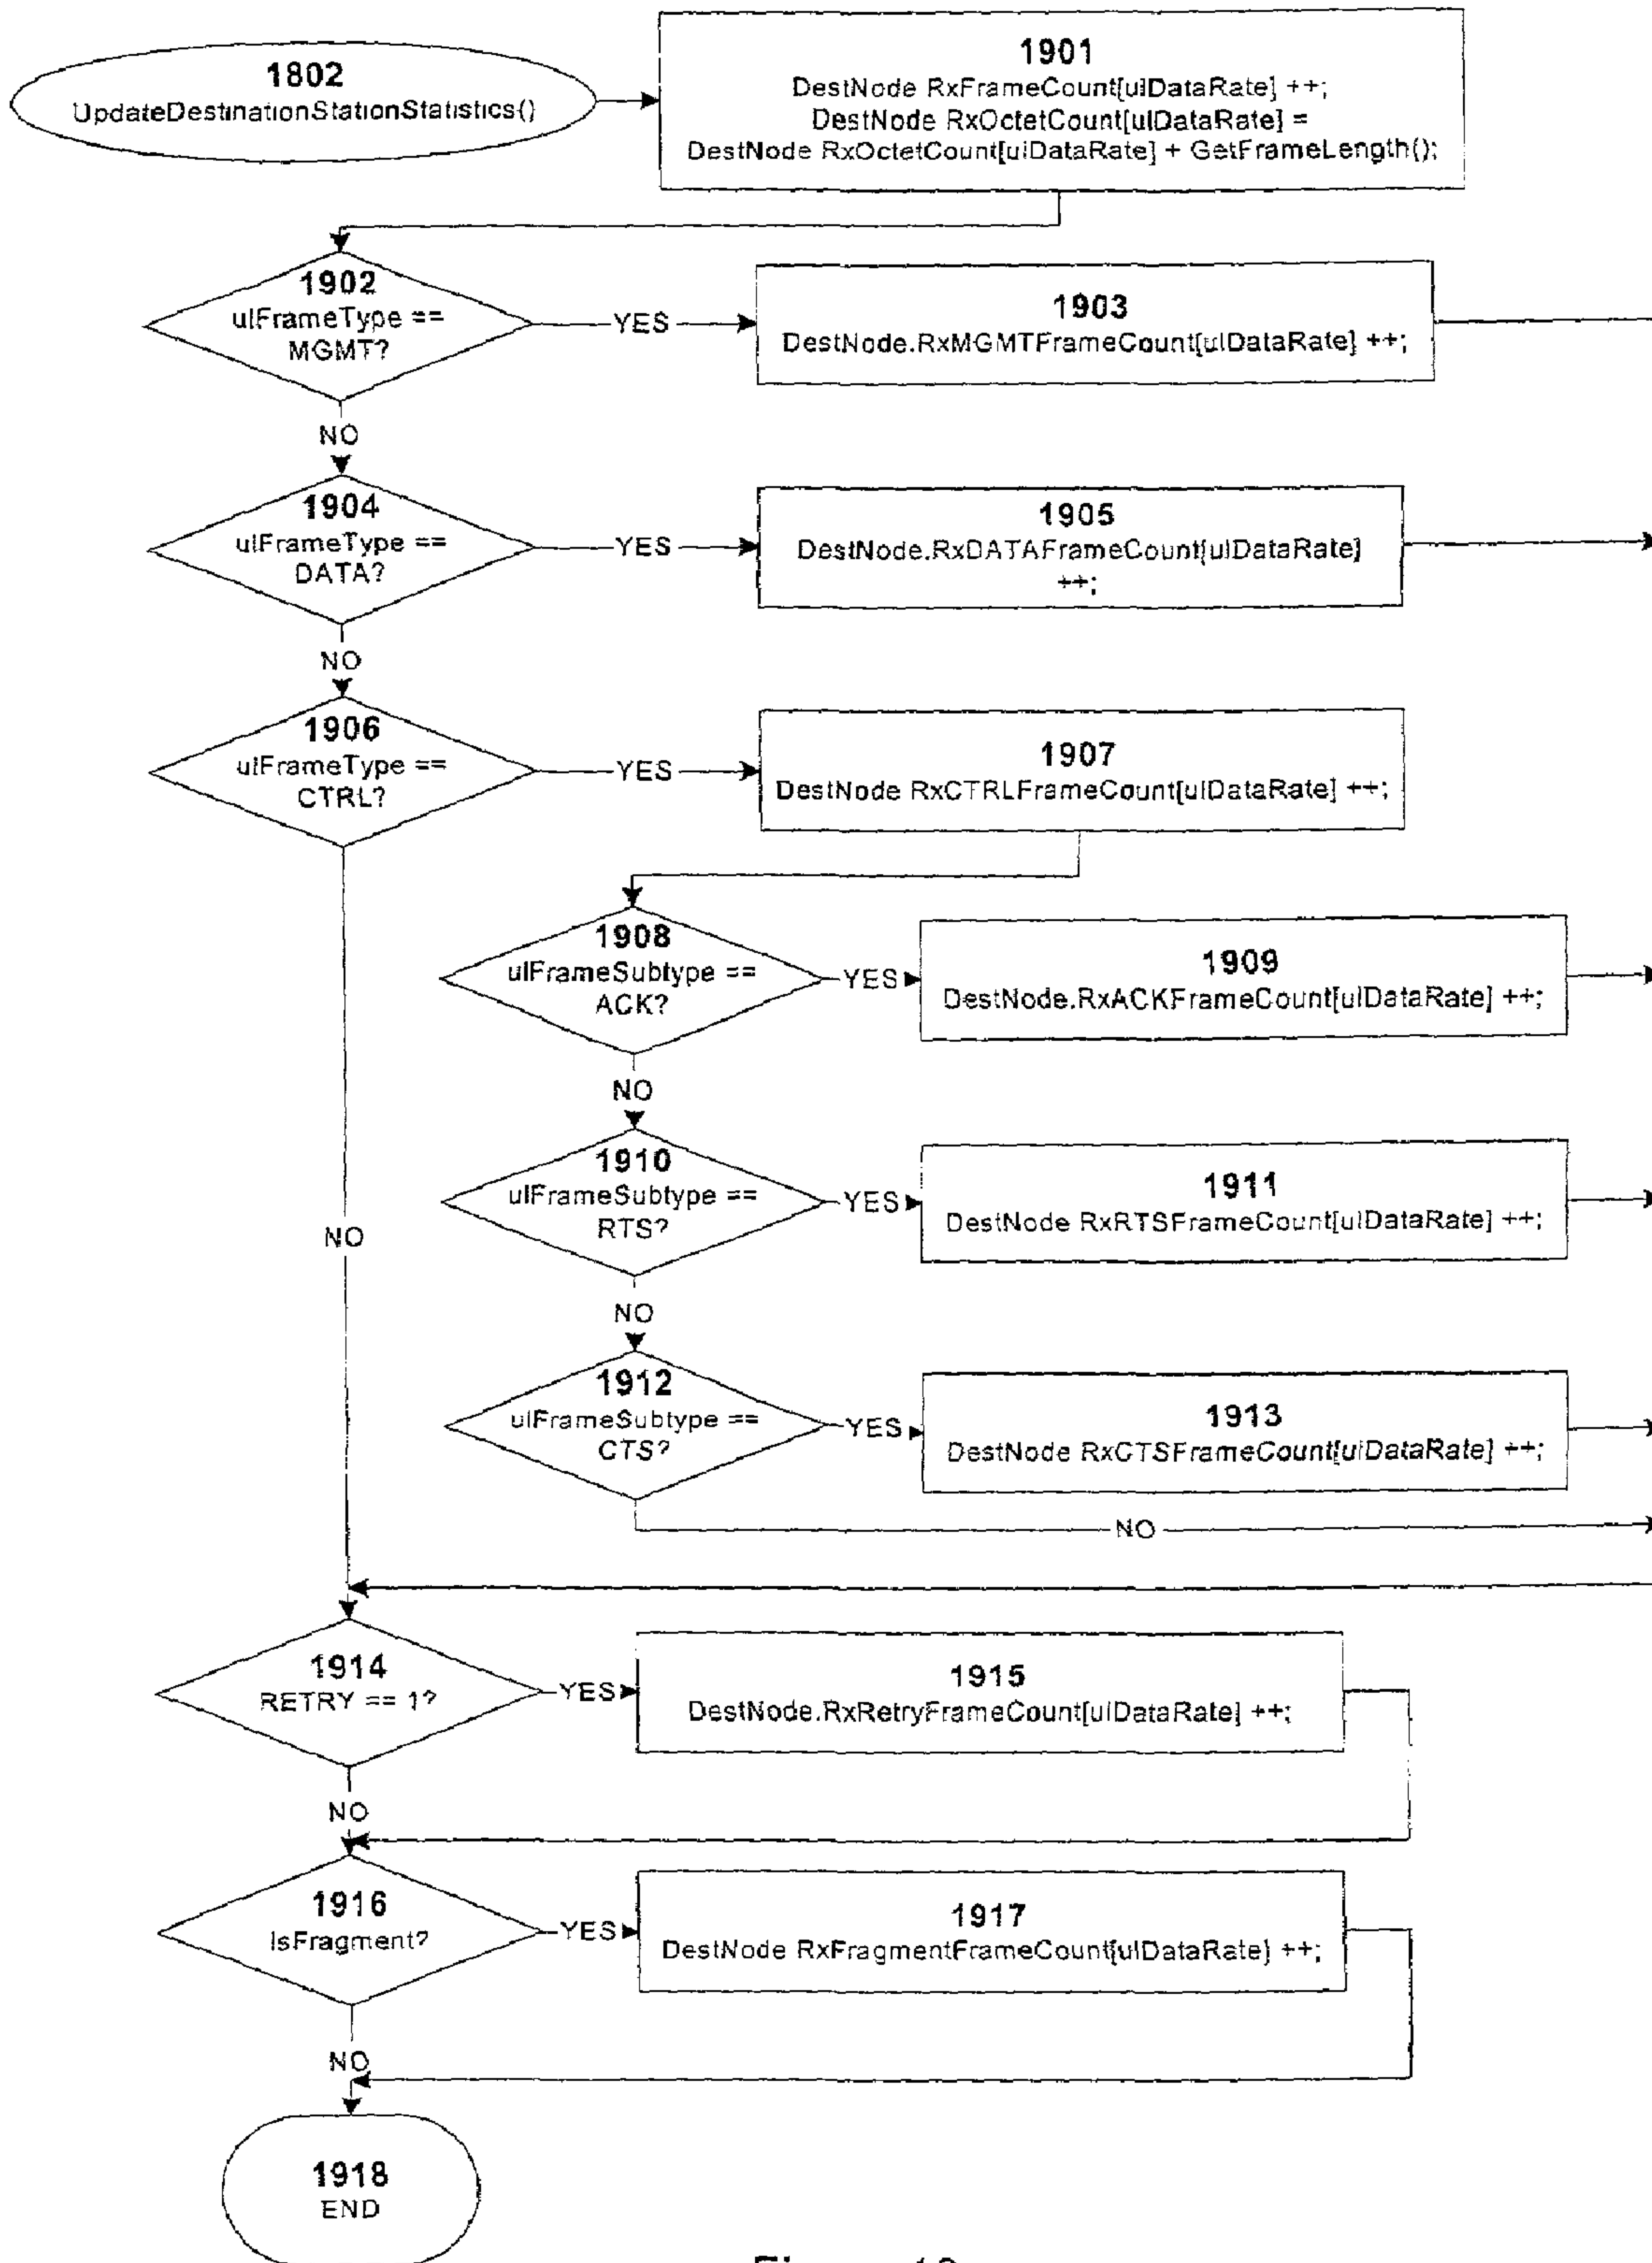 1802
UpdateDestinationStationStatistics()
1901
DestNode RxFrameCount[ulDataRate] ++;
DestNode RxOctetCount[ulDataRate] =
DestNode RxOctetCount[ulDataRate] + GetFrameLength();
1902
ulFrameType ==
MGMT?
YES
1903
DestNode.RxMGMTFrameCount[ulDataRate] ++;
NO
1904
ulFrameType ==
DATA?
YES
1905
DestNode.RxDATAFrameCount[ulDataRate]
++;
NO
1906
ulFrameType ==
CTRL?
YES
1907
DestNode RxCTRLFrameCount[ulDataRate] ++;
1908
ulFrameSubtype ==
ACK?
YES
1909
DestNode.RxACKFrameCount[ulDataRate] ++;
NO
1910
ulFrameSubtype ==
RTS?
YES
1911
DestNode RxRTSFrameCount[ulDataRate] ++;
NO
NO
1912
ulFrameSubtype ==
CTS?
YES
1913
DestNode RxCTSFrameCount[ulDataRate] ++;
NO
1914
RETRY == 1?
YES
1915
DestNode.RxRetryFrameCount[ulDataRate] ++;
NO
1916
IsFragment?
YES
1917
DestNode RxFragmentFrameCount[ulDataRate] ++;
NO
1918
END